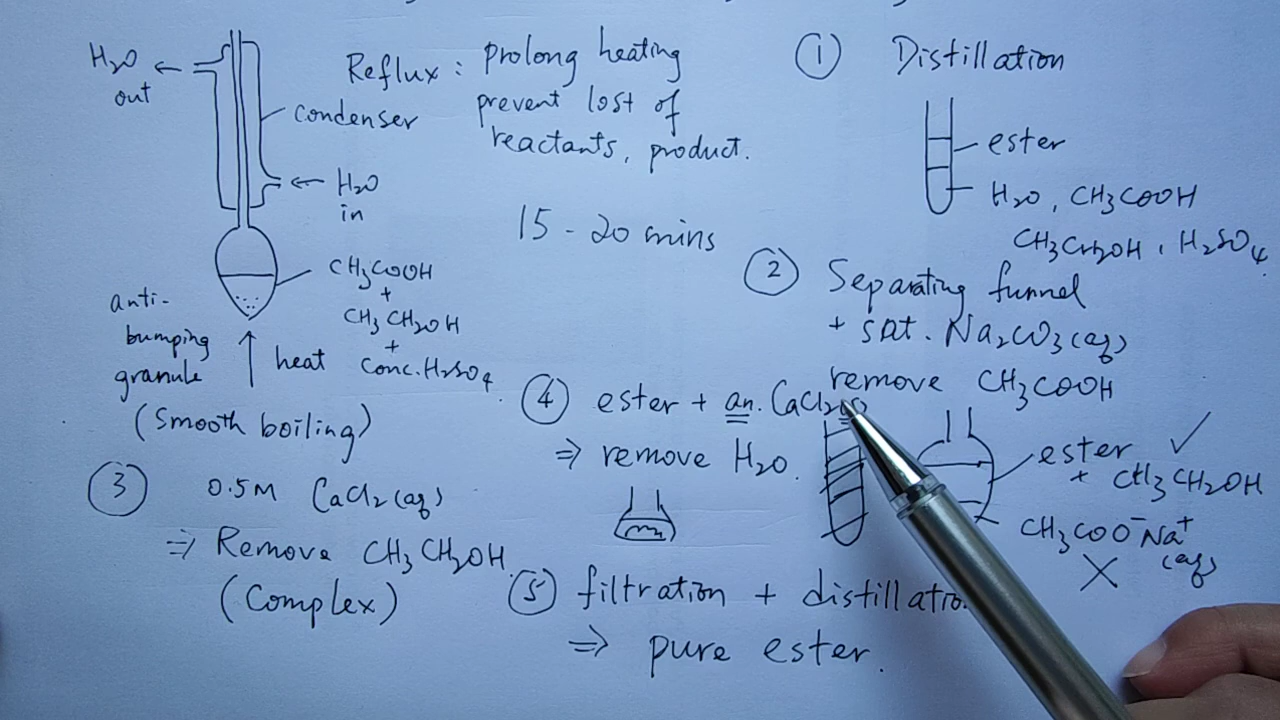 H₂O
out
condenser
H₂O
in
Reflux : prolong heating
prevent lost of
reactants, product.
15 - 20 mins
CH₃COOH
+
CH₃CH₂OH
+
Conc. H₂SO₄
anti-
bumping
granule
heat
(Smooth boiling)
① Distillation
ester
H₂O, CH₃COOH
CH₃CH₂OH, H₂SO₄
② Separating funnel
+ sat. Na₂CO₃(aq)
remove CH₃COOH
ester ✓
+ CH₃CH₂OH
CH₃COO⁻Na⁺
(aq)
X
③ 0.5M CaCl₂(aq)
⇒ Remove CH₃CH₂OH
(Complex)
④ ester + an. CaCl₂(s)
⇒ remove H₂O.
⑤ filtration + distillation
⇒ pure ester.